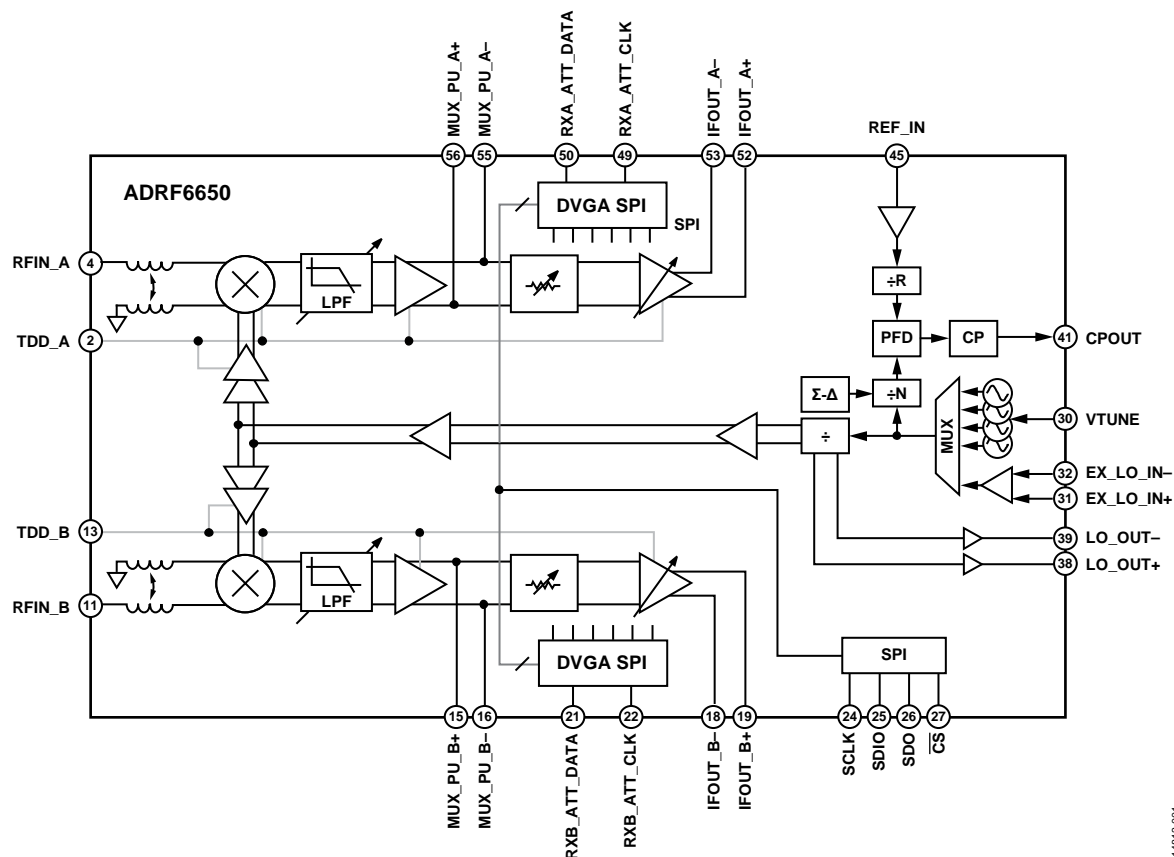 MUX_PU_A+
MUX_PU_A–
RXA_ATT_DATA
RXA_ATT_CLK
IFOUT_A–
IFOUT_A+
REF_IN
56
55
50
49
53
52
45
ADRF6650
DVGA SPI
SPI
RFIN_A
4
LPF
÷R
TDD_A
2
PFD
CP
41
CPOUT
Σ-Δ
÷N
÷
MUX
30
VTUNE
32
EX_LO_IN–
31
EX_LO_IN+
TDD_B
13
39
LO_OUT–
38
LO_OUT+
RFIN_B
11
LPF
DVGA SPI
SPI
15
16
21
22
18
19
24
25
26
27
MUX_PU_B+
MUX_PU_B–
RXB_ATT_DATA
RXB_ATT_CLK
IFOUT_B–
IFOUT_B+
SCLK
SDIO
SDO
CS